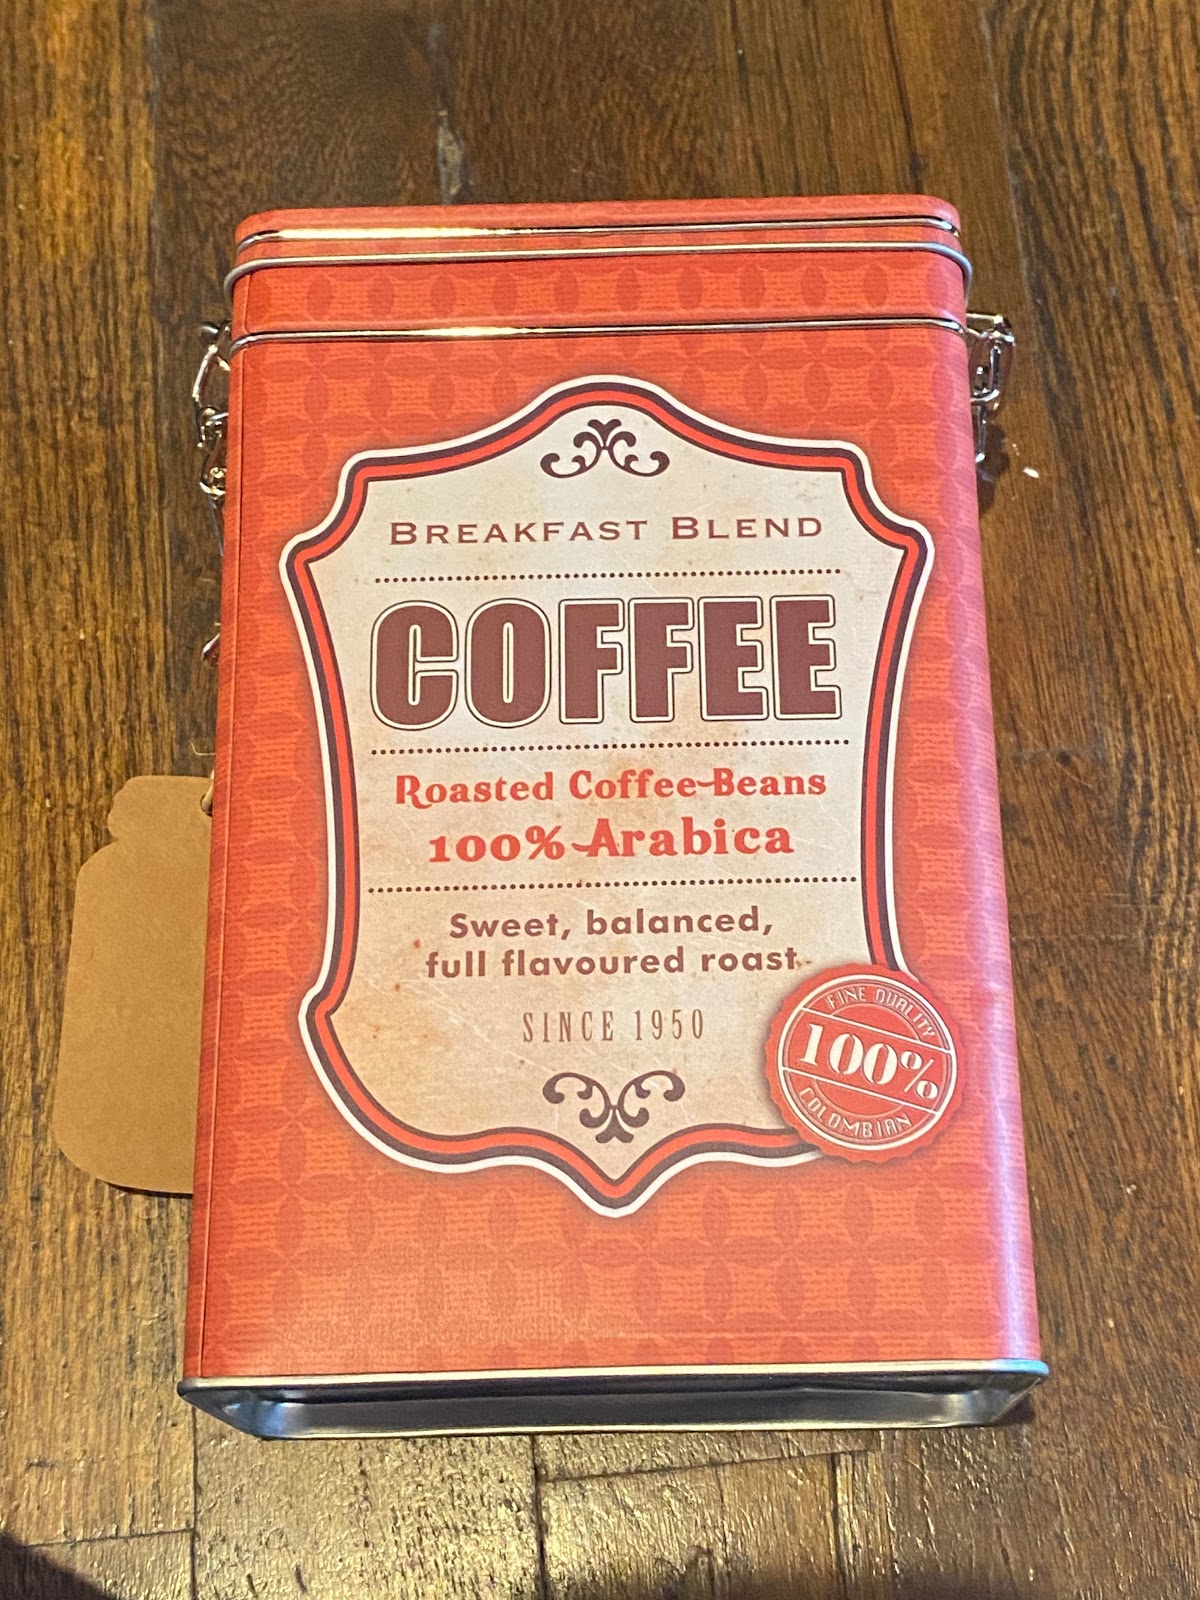 Breakfast Blend
COFFEE
Roasted Coffee Beans
100% Arabica
Sweet, balanced,
full flavoured roast
SINCE 1950
FINE QUALITY
100%
COLOMBIAN